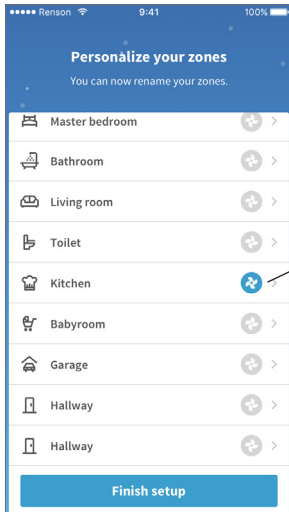 Renson 9:41 100%
Personalize your zones
You can now rename your zones.
Master bedroom
Bathroom
Living room
Toilet
Kitchen
Babyroom
Garage
Hallway
Hallway
Finish setup